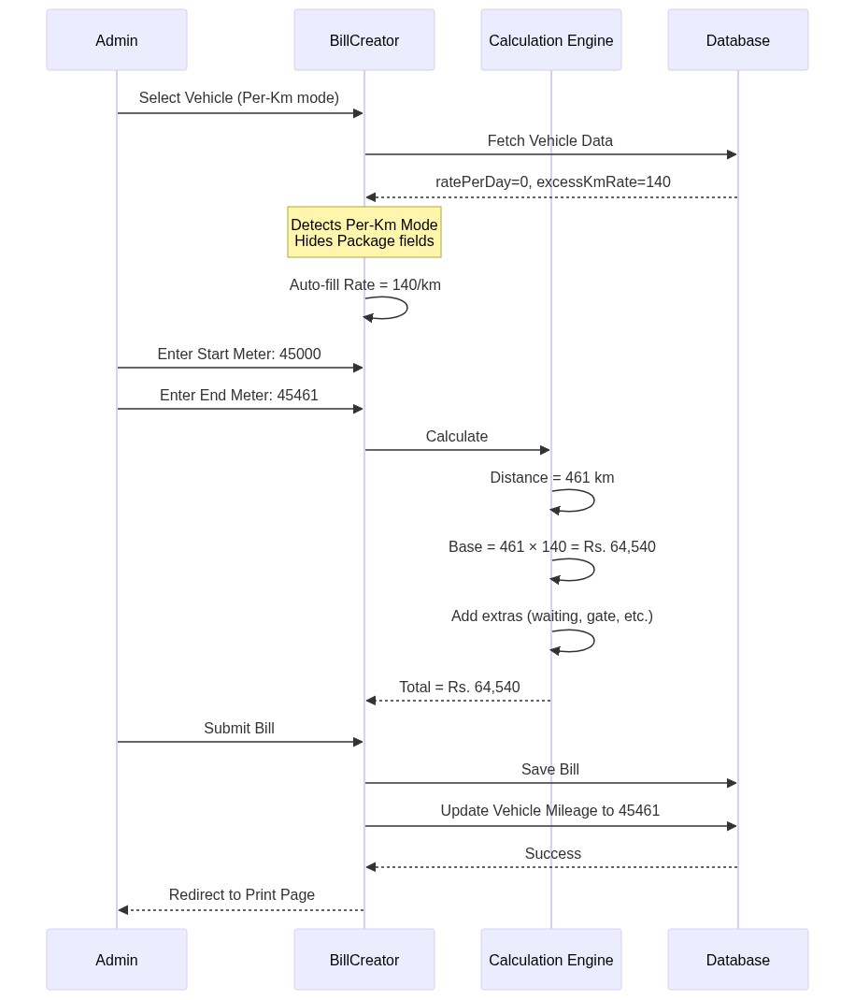 Admin
BillCreator
Calculation Engine
Database
Select Vehicle (Per-Km mode)
Fetch Vehicle Data
ratePerDay=0, excessKmRate=140
Detects Per-Km Mode
Hides Package fields
Auto-fill Rate = 140/km
Enter Start Meter: 45000
Enter End Meter: 45461
Calculate
Distance = 461 km
Base = 461 × 140 = Rs. 64,540
Add extras (waiting, gate, etc.)
Total = Rs. 64,540
Submit Bill
Save Bill
Update Vehicle Mileage to 45461
Success
Redirect to Print Page
Admin
BillCreator
Calculation Engine
Database